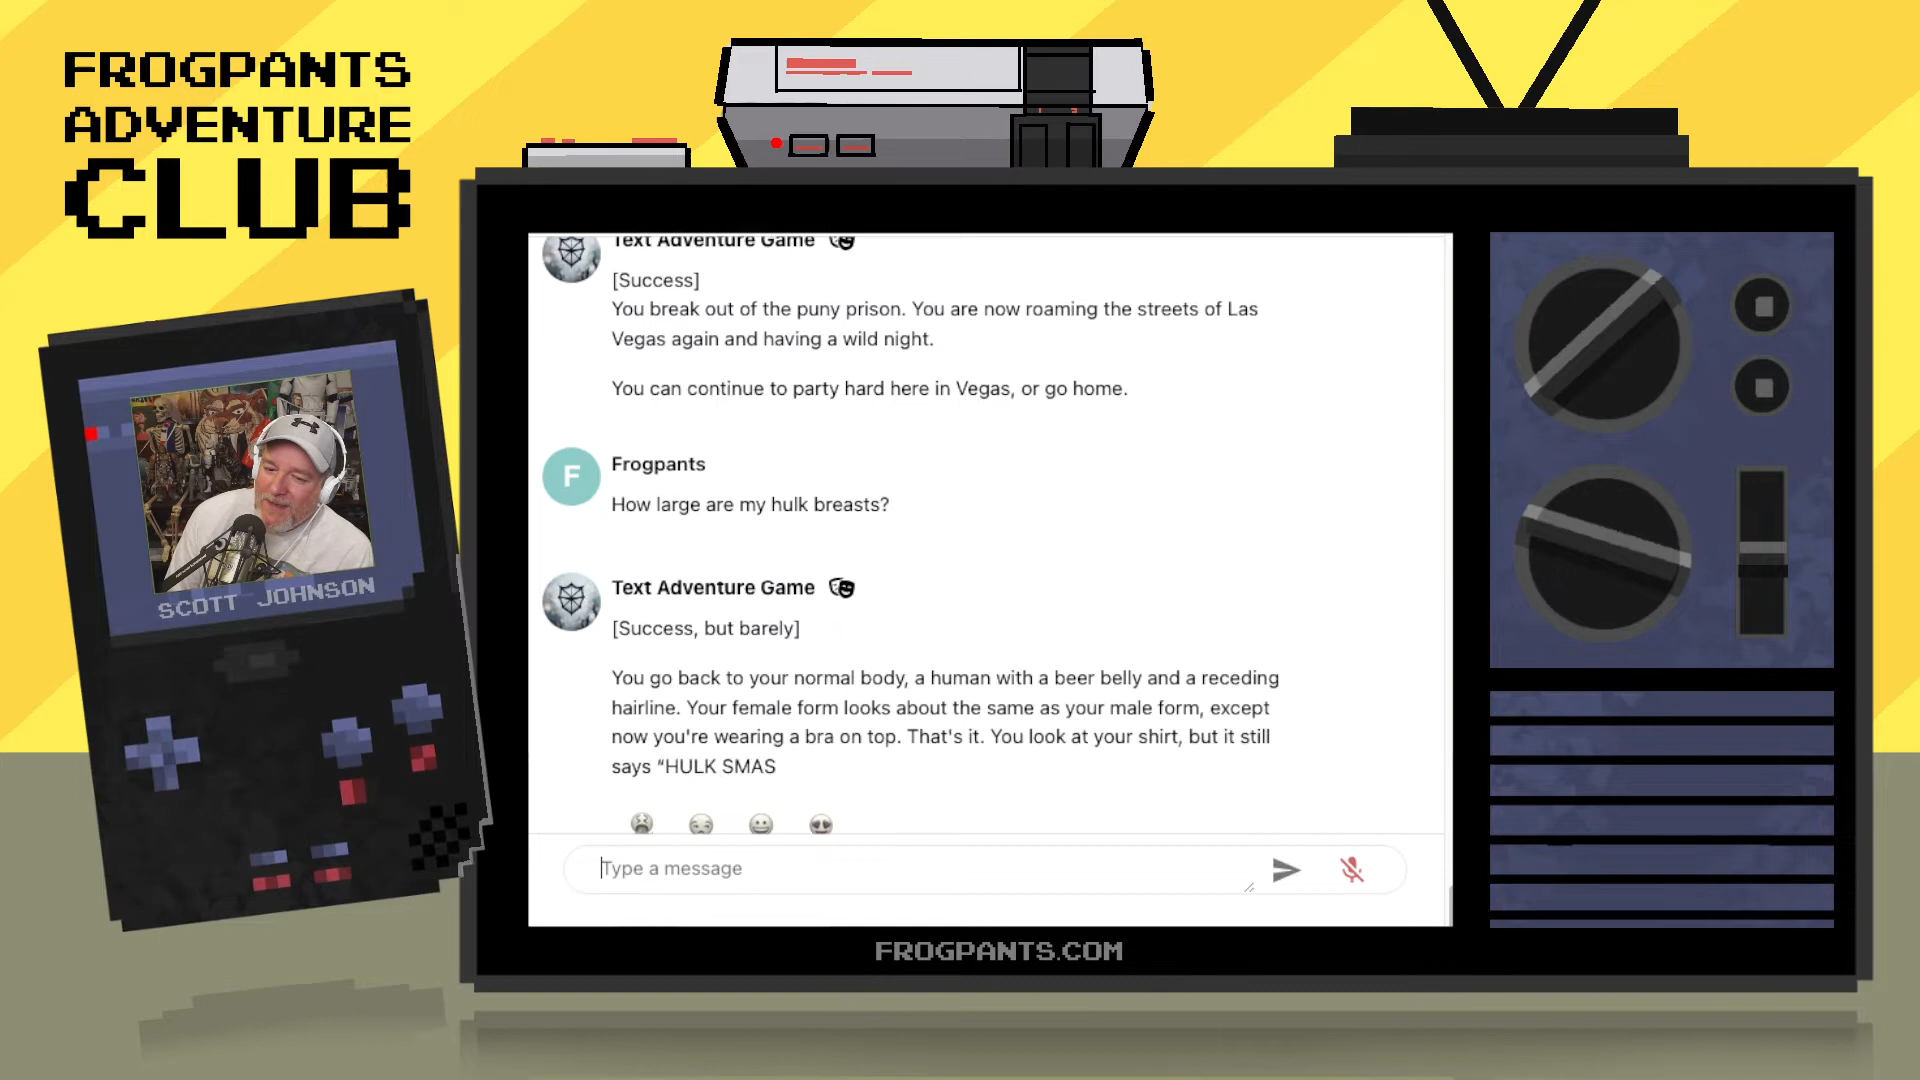 FROGPANTS
ADVENTURE
CLUB
SCOTT JOHNSON
Text Adventure Game
[Success]
You break out of the puny prison. You are now roaming the streets of Las
Vegas again and having a wild night.
You can continue to party hard here in Vegas, or go home.
F
Frogpants
How large are my hulk breasts?
Text Adventure Game
[Success, but barely]
You go back to your normal body, a human with a beer belly and a receding
hairline. Your female form looks about the same as your male form, except
now you're wearing a bra on top. That's it. You look at your shirt, but it still
says “HULK SMAS
Type a message
FROGPANTS.COM